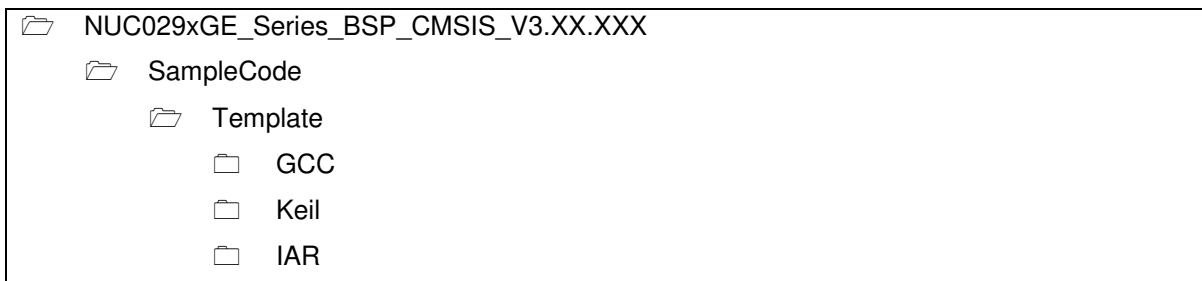 NUC029xGE_Series_BSP_CMSIS_V3.XX.XXX
SampleCode
Template
GCC
Keil
IAR